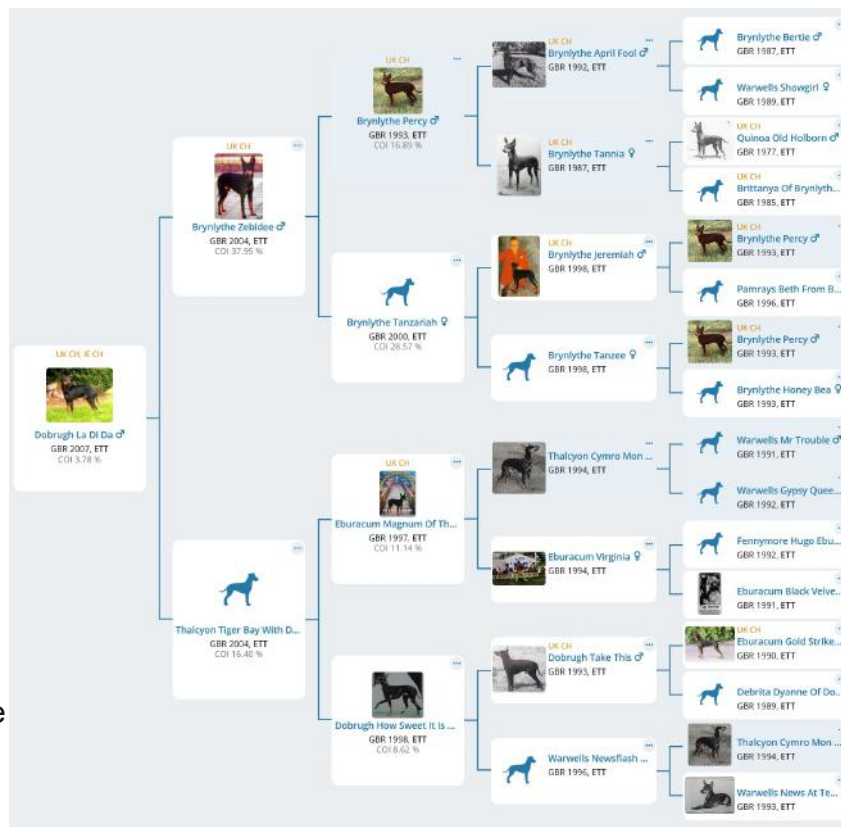 UK CH, IE CH
Dobrugh La Di Da ♂
GBR 2007, ETT
COI 3.78 %
UK CH
Brynlythe Zebidee ♂
GBR 2004, ETT
COI 37.95 %
Thalcyon Tiger Bay With D...
GBR 2004, ETT
COI 16.40 %
UK CH
Brynlythe Percy ♂
GBR 1993, ETT
COI 16.89 %
Brynlythe Tanzariah ♀
GBR 2000, ETT
COI 28.57 %
UK CH
Eburacum Magnum Of Th...
GBR 1997, ETT
COI 11.14 %
Dobrugh How Sweet It Is ...
GBR 1998, ETT
COI 8.62 %
UK CH
Brynlythe April Fool ♂
GBR 1992, ETT
UK CH
Brynlythe Tannia ♀
GBR 1987, ETT
UK CH
Brynlythe Jeremiah ♂
GBR 1998, ETT
Brynlythe Tanzee ♀
GBR 1998, ETT
Thalcyon Cymro Mon ...
GBR 1994, ETT
Eburacum Virginia ♀
GBR 1994, ETT
UK CH
Dobrugh Take This ♂
GBR 1993, ETT
Warwells Newsflash ...
GBR 1996, ETT
Brynlythe Bertie ♂
GBR 1987, ETT
Warwells Showgirl ♀
GBR 1989, ETT
UK CH
Quinoa Old Holborn ♂
GBR 1977, ETT
UK CH
Brittanya Of Brynlyth...
GBR 1985, ETT
UK CH
Brynlythe Percy ♂
GBR 1993, ETT
Pamrays Beth From B...
GBR 1996, ETT
UK CH
Brynlythe Percy ♂
GBR 1993, ETT
Brynlythe Honey Bea ♀
GBR 1993, ETT
Warwells Mr Trouble ♂
GBR 1991, ETT
Warwells Gypsy Quee...
GBR 1992, ETT
Fennymore Hugo Ebu...
GBR 1992, ETT
Eburacum Black Velve...
GBR 1991, ETT
UK CH
Eburacum Gold Strike...
GBR 1990, ETT
Debrita Dyanne Of Do...
GBR 1989, ETT
Thalcyon Cymro Mon ...
GBR 1994, ETT
Warwells News At Te...
GBR 1993, ETT
e